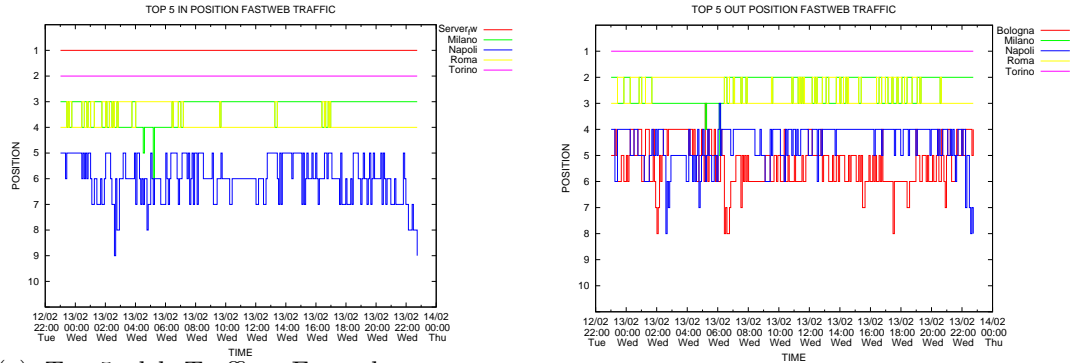 TOP 5 IN POSITION FASTWEB TRAFFIC
Server
Milano
Napoli
Roma
Torino
POSITION
1
2
3
4
5
6
7
8
9
10
12/02 13/02 13/02 13/02 13/02 13/02 13/02 13/02 13/02 13/02 13/02 13/02 13/02 14/02
22:00 00:00 02:00 04:00 06:00 08:00 10:00 12:00 14:00 16:00 18:00 20:00 22:00 00:00
Tue Wed Wed Wed Wed Wed Wed Wed Wed Wed Wed Wed Wed Thu
TIME
TOP 5 OUT POSITION FASTWEB TRAFFIC
Bologna
Milano
Napoli
Roma
Torino
POSITION
1
2
3
4
5
6
7
8
9
10
12/02 13/02 13/02 13/02 13/02 13/02 13/02 13/02 13/02 13/02 13/02 13/02 13/02 14/02
22:00 00:00 02:00 04:00 06:00 08:00 10:00 12:00 14:00 16:00 18:00 20:00 22:00 00:00
Tue Wed Wed Wed Wed Wed Wed Wed Wed Wed Wed Wed Wed Thu
TIME